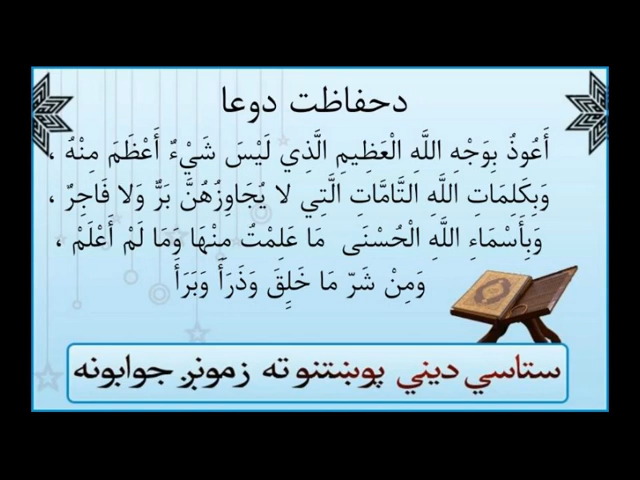 دحفاظت دوعا
أَعُوذُ بِوَجْهِ اللَّهِ الْعَظِيمِ الَّذِي لَيْسَ شَيْءٌ أَعْظَمَ مِنْهُ ،
وَبِكَلِمَاتِ اللَّهِ التَّامَّاتِ الَّتِي لا يُجَاوِزُهُنَّ بَرٌّ وَلا فَاجِرٌ ،
وَبِأَسْمَاءِ اللَّهِ الْحُسْنَى مَا عَلِمْتُ مِنْهَا وَمَا لَمْ أَعْلَمْ ،
وَمِنْ شَرّ مَا خَلِقَ وَذَرَأَ وَبَرَأَ
ستاسي ديني پوښتنو ته زمونږ جوابونه